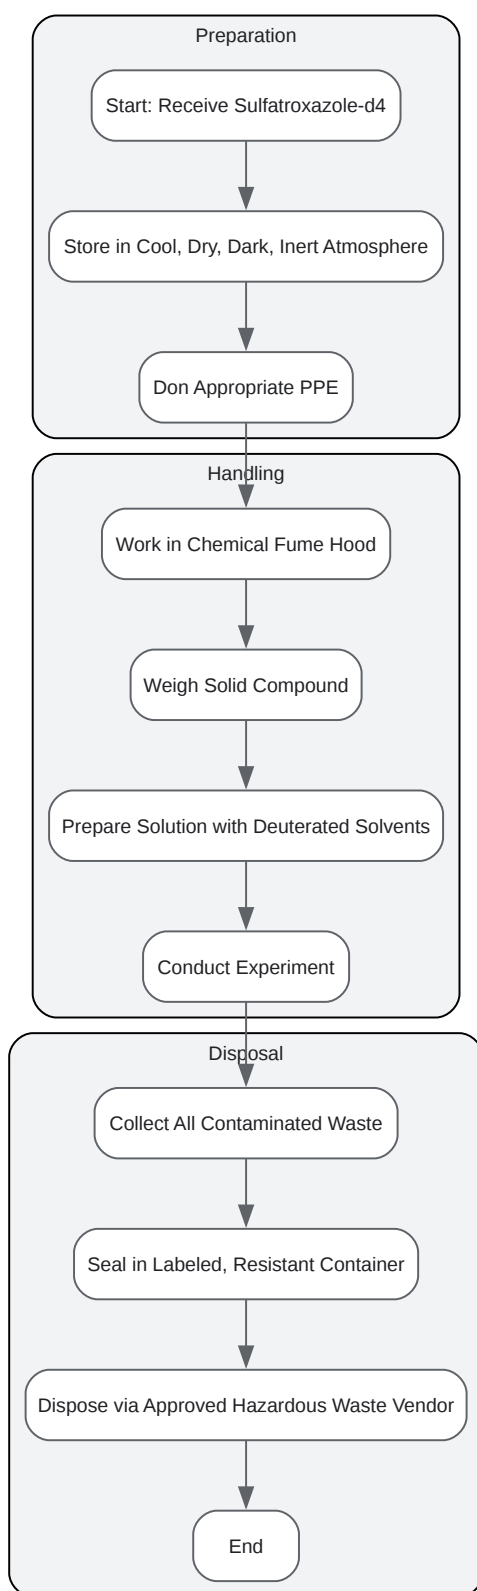 Preparation
Start: Receive Sulfatroxazole-d4
Store in Cool, Dry, Dark, Inert Atmosphere
Don Appropriate PPE
Handling
Work in Chemical Fume Hood
Weigh Solid Compound
Prepare Solution with Deuterated Solvents
Conduct Experiment
Disposal
Collect All Contaminated Waste
Seal in Labeled, Resistant Container
Dispose via Approved Hazardous Waste Vendor
End